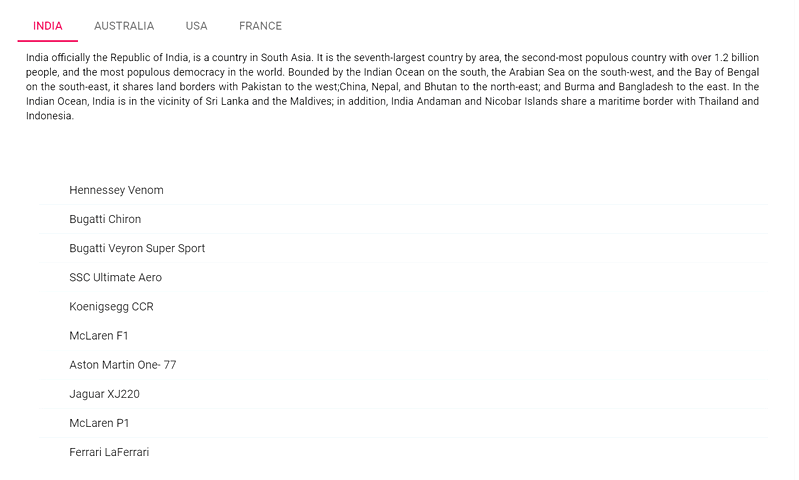 INDIA AUSTRALIA USA FRANCE
India officially the Republic of India, is a country in South Asia. It is the seventh-largest country by area, the second-most populous country with over 1.2 billion
people, and the most populous democracy in the world. Bounded by the Indian Ocean on the south, the Arabian Sea on the south-west, and the Bay of Bengal
on the south-east, it shares land borders with Pakistan to the west;China, Nepal, and Bhutan to the north-east; and Burma and Bangladesh to the east. In the
Indian Ocean, India is in the vicinity of Sri Lanka and the Maldives; in addition, India Andaman and Nicobar Islands share a maritime border with Thailand and
Indonesia.
Hennessey Venom
Bugatti Chiron
Bugatti Veyron Super Sport
SSC Ultimate Aero
Koenigsegg CCR
McLaren F1
Aston Martin One- 77
Jaguar XJ220
McLaren P1
Ferrari LaFerrari